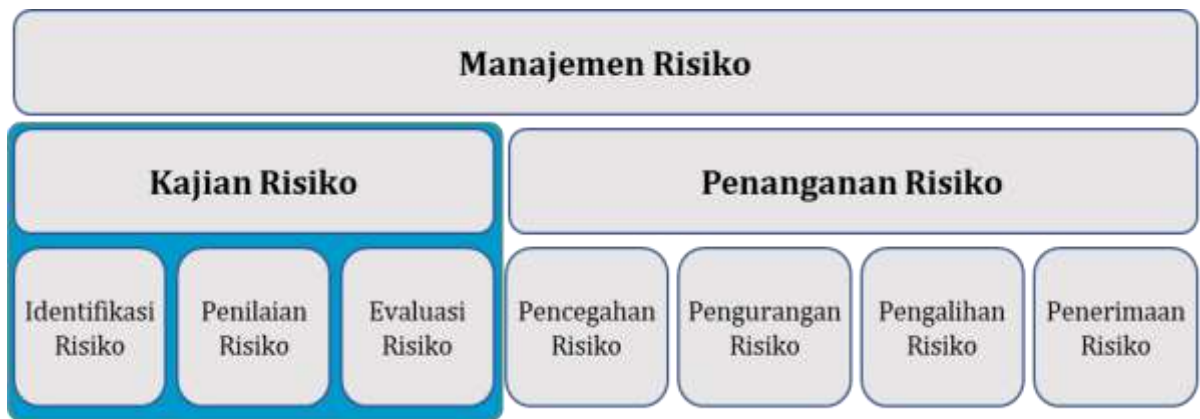 Manajemen Risiko
Kajian Risiko
Penanganan Risiko
Identifikasi
Risiko
Penilaian
Risiko
Evaluasi
Risiko
Pencegahan
Risiko
Pengurangan
Risiko
Pengalihan
Risiko
Penerimaan
Risiko